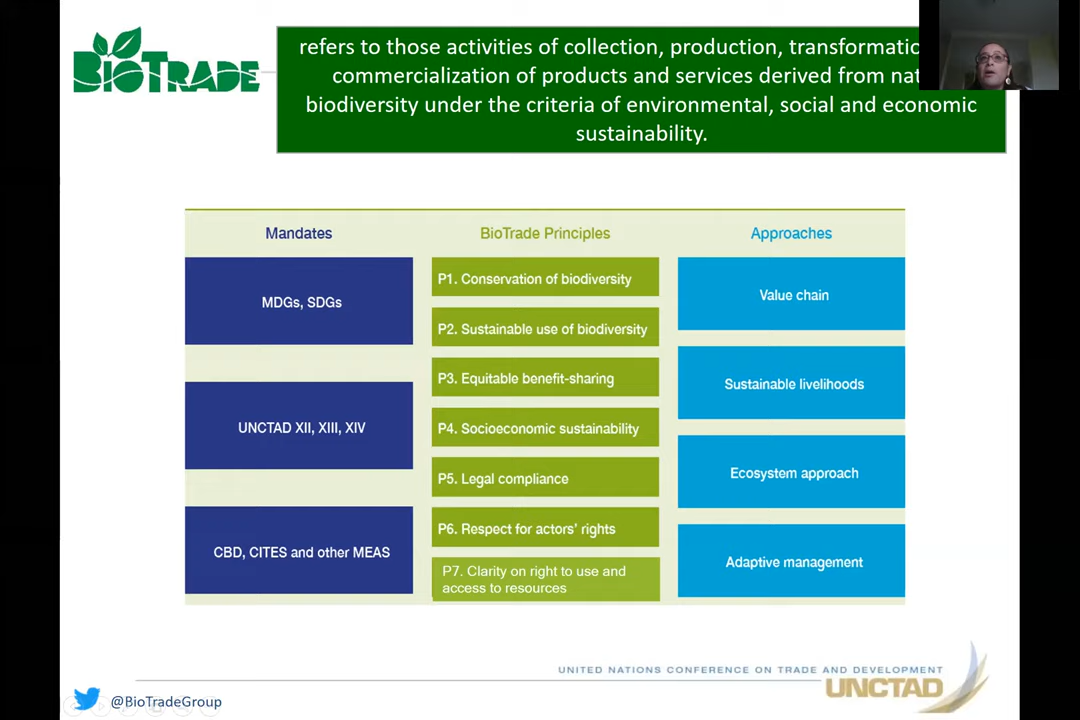 BIOTRADE
refers to those activities of collection, production,
commercialization of products and services derived from
biodiversity under the criteria of environmental, social and economic
sustainability.
Mandates
MDGs, SDGs
UNCTAD XII, XIII, XIV
CBD, CITES and other MEAS
BioTrade Principles
P1. Conservation of biodiversity
P2. Sustainable use of biodiversity
P3. Equitable benefit-sharing
P4. Socioeconomic sustainability
P5. Legal compliance
P6. Respect for actors' rights
P7. Clarity on right to use and
access to resources
Approaches
Value chain
Sustainable livelihoods
Ecosystem approach
Adaptive management
UNITED NATIONS CONFERENCE ON TRADE AND DEVELOPMENT
UNCTAD
@BioTradeGroup